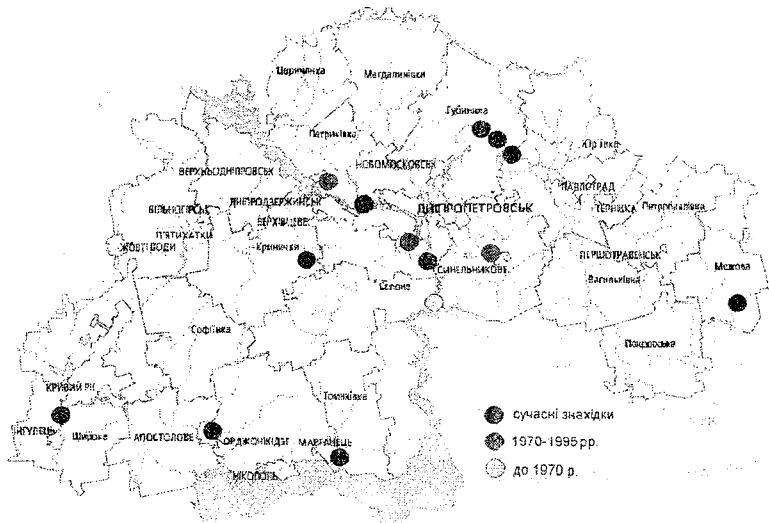 Царичинка
Магдалинівка
Губиниха
Петриківка
Юр'ївка
НОВОМОСКОВСЬК
ВЕРХНЬОДНІПРОВСЬК
ПАВЛОГРАД
ДНІПРОДЗЕРЖИНСЬК
ДНІПРОПЕТРОВСЬК
ТЕРНІВКА
Петропавлівка
ВІЛЬНОГІРСЬК
ВЕРХІВЦЕВЕ
П'ЯТИХАТКИ
ЖОВТІ ВОДИ
Кринички
ПЕРШОТРАВЕНСЬК
Межова
СИНЕЛЬНИКОВЕ
Васильківка
Солоне
Софіївка
Покровське
КРИВИЙ РІГ
Томаківка
ІНГУЛЕЦЬ
Широке
АПОСТОЛОВЕ
ОРДЖОНІКІДЗЕ
МАРГАНЕЦЬ
НІКОПОЛЬ
сучасні знахідки
1970-1995 рр.
до 1970 р.